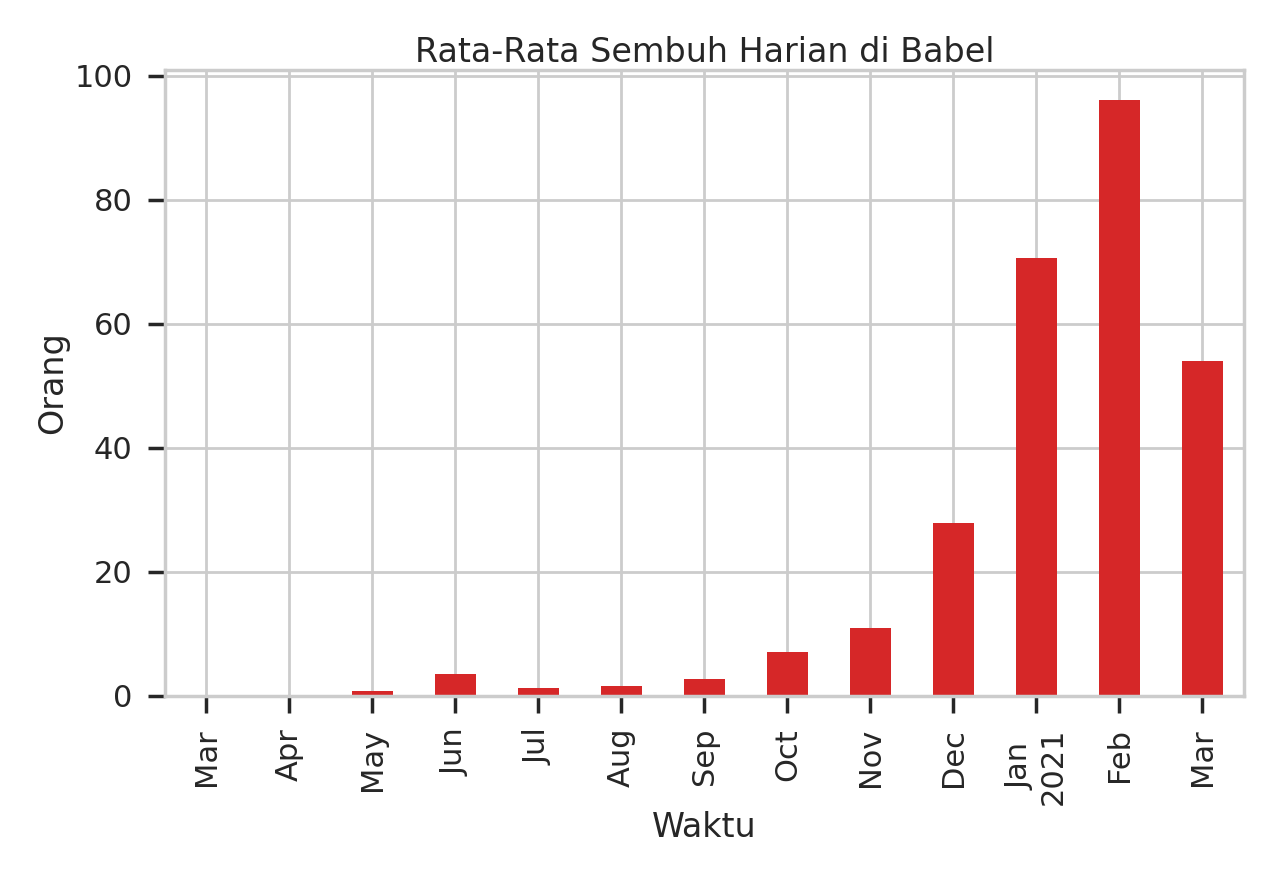 Rata-Rata Sembuh Harian di Babel
100
80
60
40
20
0
Orang
Mar
Apr
May
Jun
Jul
Aug
Sep
Oct
Nov
Dec
Jan
2021
Feb
Mar
Waktu